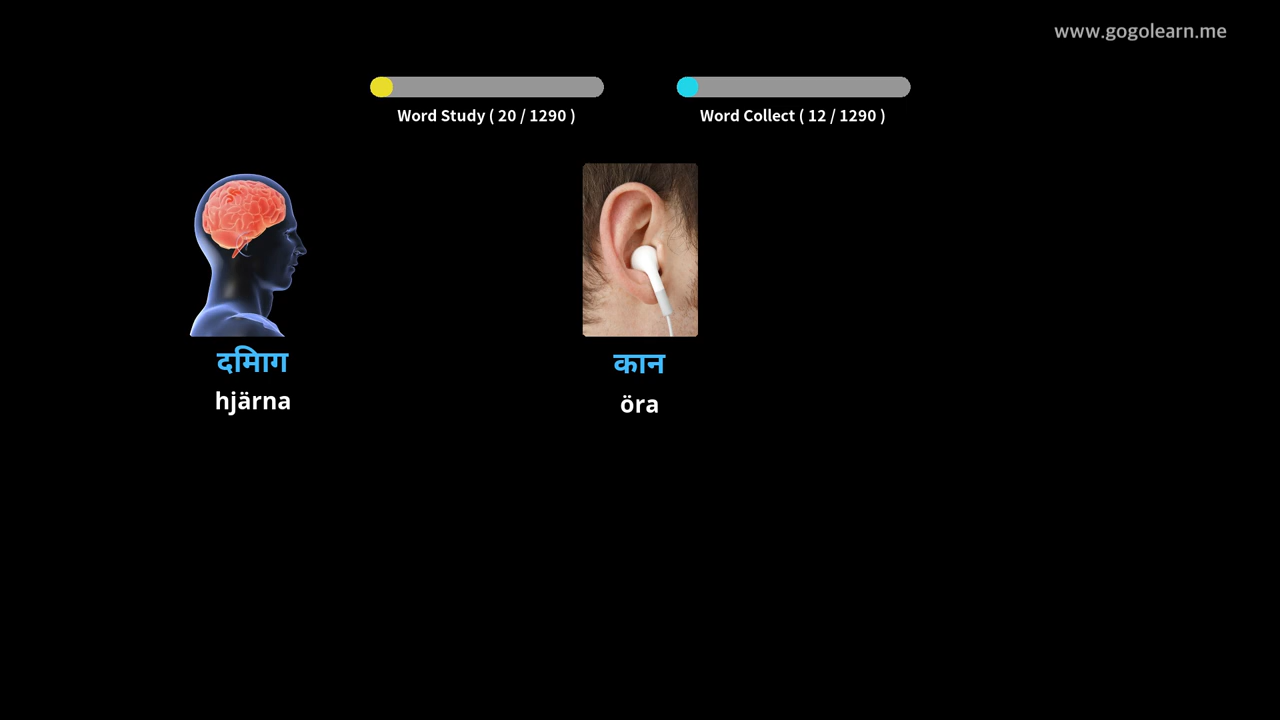 www.gogolearn.me
Word Study ( 20 / 1290 )
Word Collect ( 12 / 1290 )
दिमाग
hjärna
कान
öra